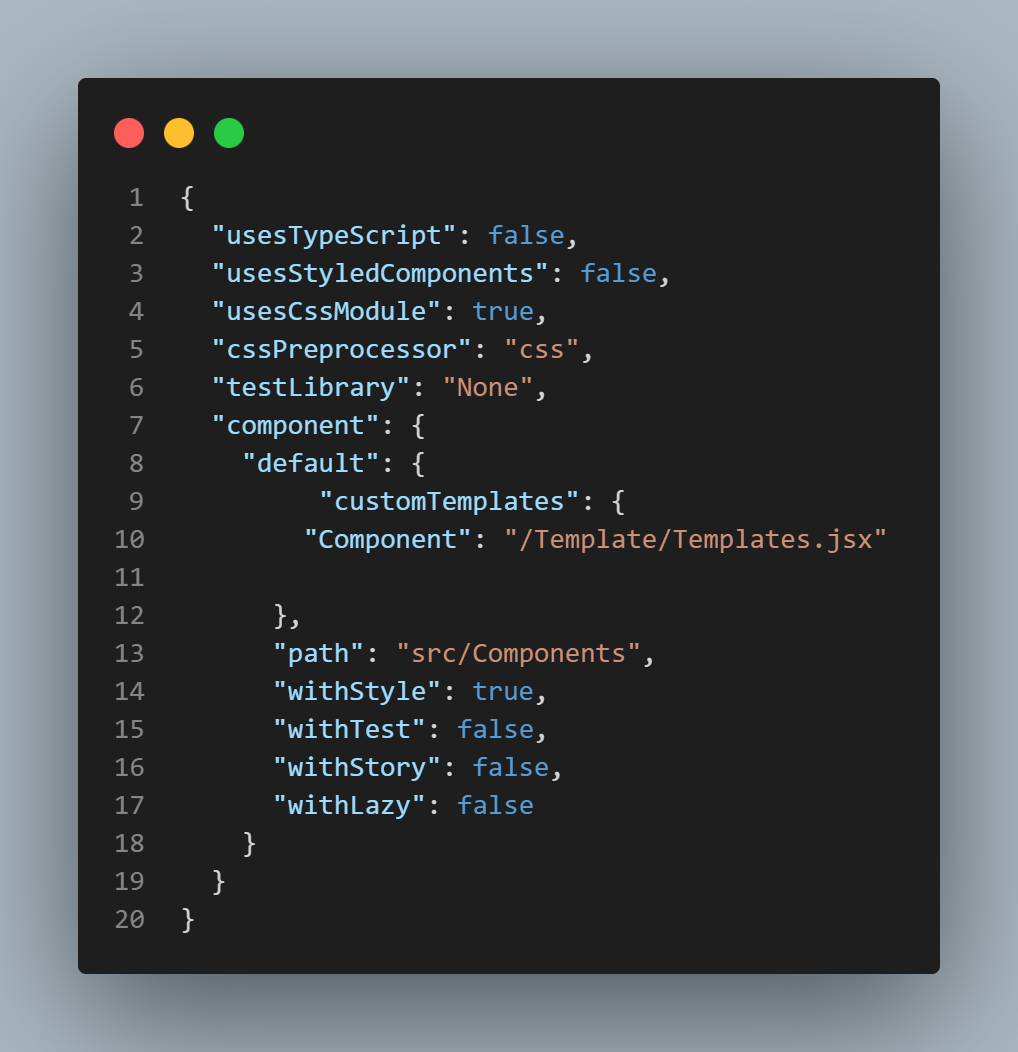 1 {
2   "usesTypeScript": false,
3   "usesStyledComponents": false,
4   "usesCssModule": true,
5   "cssPreprocessor": "css",
6   "testLibrary": "None",
7   "component": {
8     "default": {
9          "customTemplates": {
10         "Component": "/Template/Templates.jsx"
11
12       },
13       "path": "src/Components",
14       "withStyle": true,
15       "withTest": false,
16       "withStory": false,
17       "withLazy": false
18     }
19   }
20 }